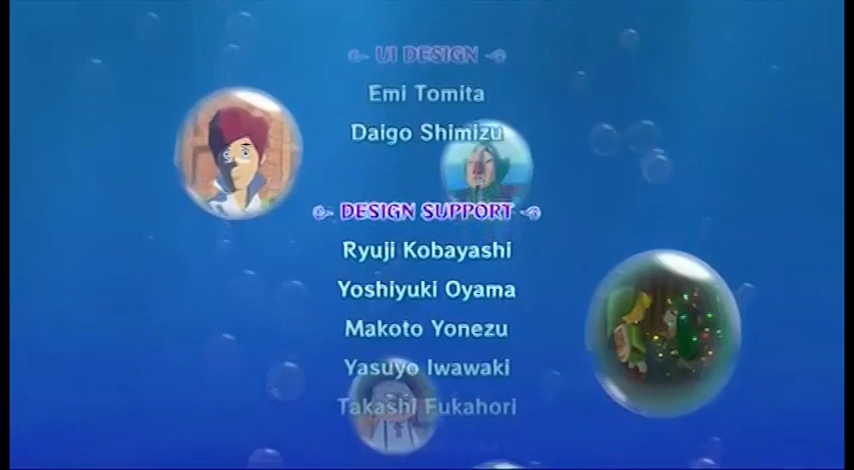 UI DESIGN
Emi Tomita
Daigo Shimizu
DESIGN SUPPORT
Ryuji Kobayashi
Yoshiyuki Oyama
Makoto Yonezu
Yasuyo Iwawaki
Takashi Fukahori